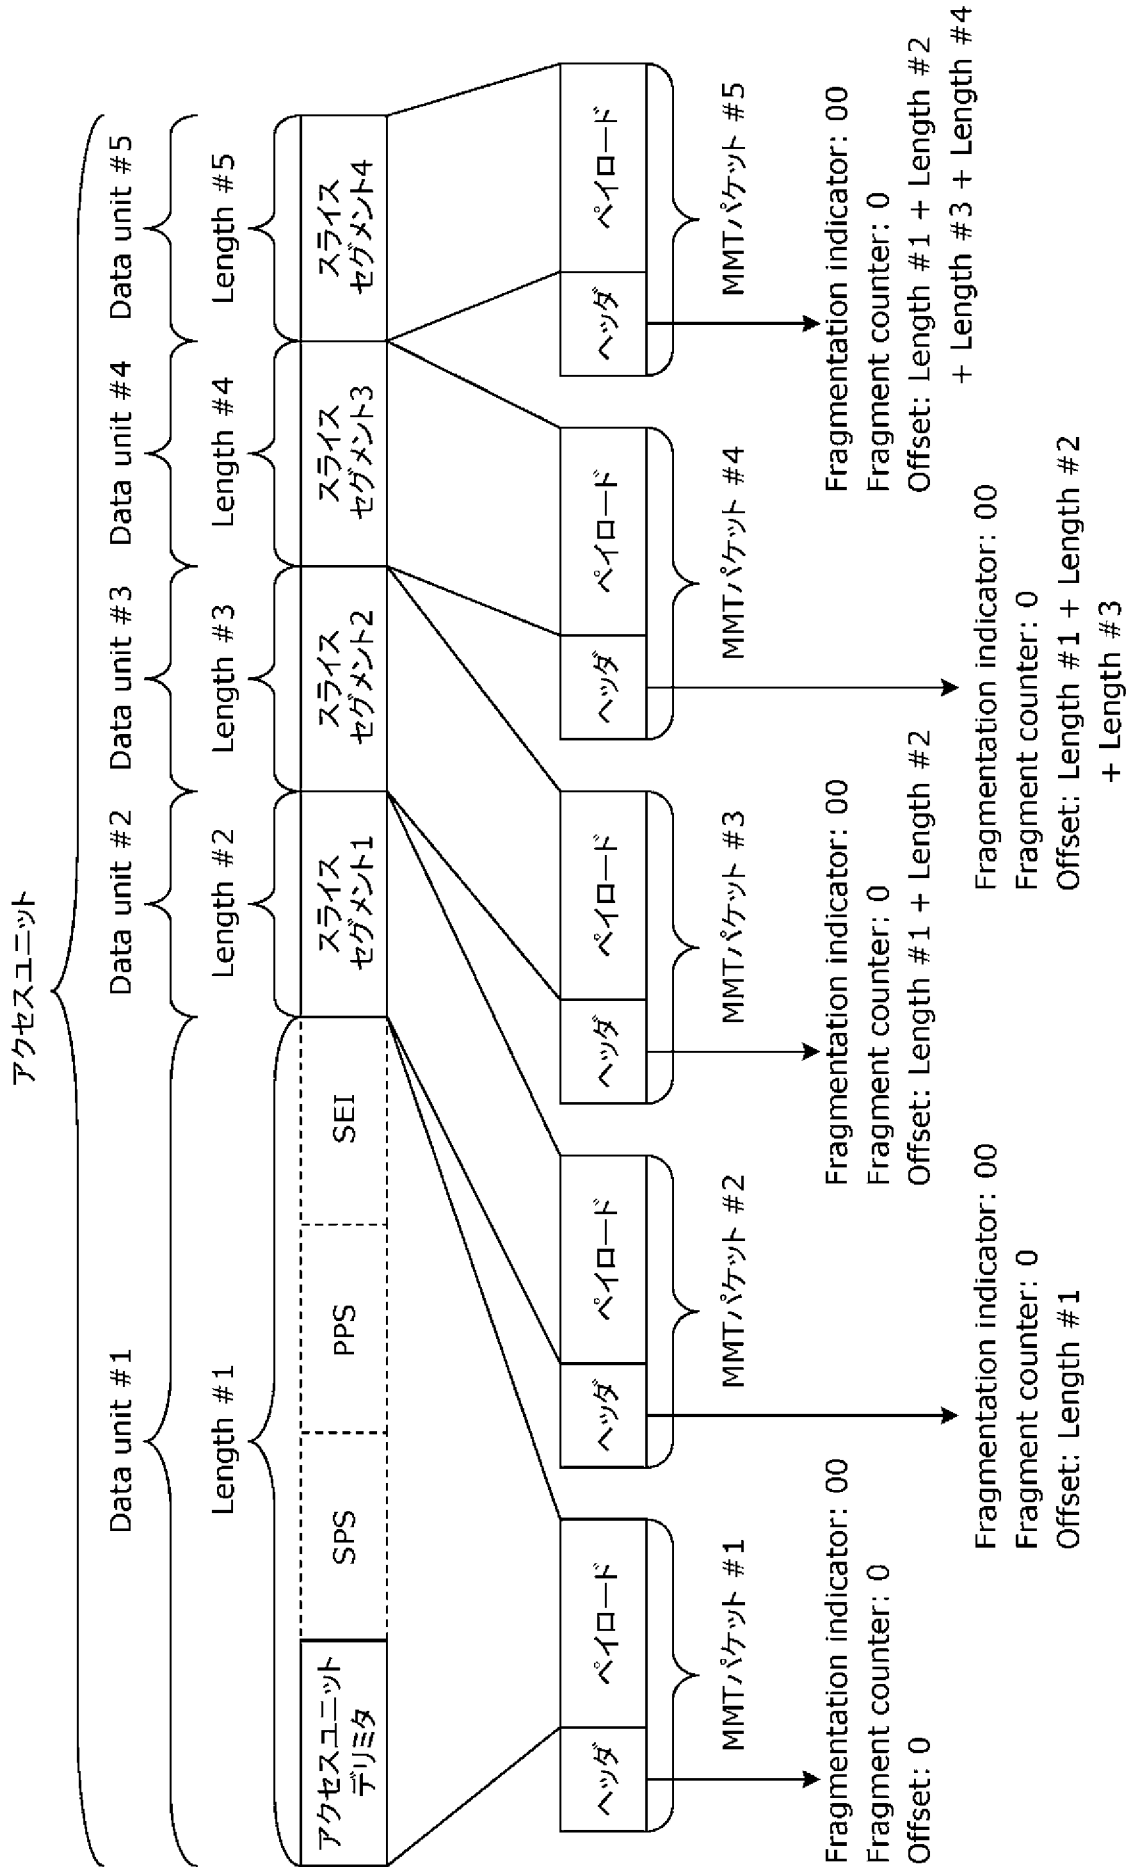 アクセスユニット
Data unit #1
Data unit #2
Data unit #3
Data unit #4
Data unit #5
Length #1
Length #2
Length #3
Length #4
Length #5
アクセスユニット
デリミタ
SPS
PPS
SEI
スライス
セグメント1
スライス
セグメント2
スライス
セグメント3
スライス
セグメント4
ヘッダ
ペイロード
ヘッダ
ペイロード
ヘッダ
ペイロード
ヘッダ
ペイロード
ヘッダ
ペイロード
MMTパケット #1
MMTパケット #2
MMTパケット #3
MMTパケット #4
MMTパケット #5
Fragmentation indicator: 00
Fragment counter: 0
Offset: 0
Fragmentation indicator: 00
Fragment counter: 0
Offset: Length #1
Fragmentation indicator: 00
Fragment counter: 0
Offset: Length #1 + Length #2
Fragmentation indicator: 00
Fragment counter: 0
Offset: Length #1 + Length #2
+ Length #3
Fragmentation indicator: 00
Fragment counter: 0
Offset: Length #1 + Length #2
+ Length #3 + Length #4